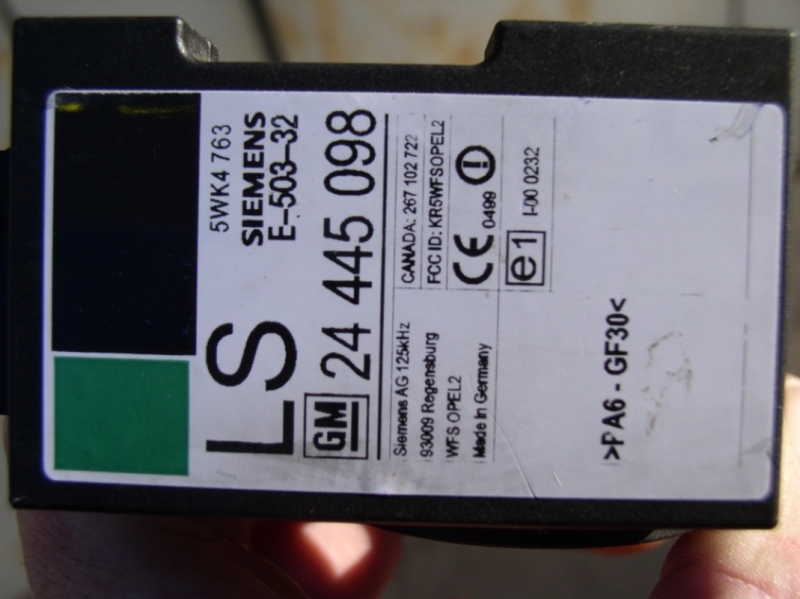 5WK4 763
SIEMENS
E-503-32
LS
GM 24 445 098
CANADA: 267 102 722
FCC ID: KR5WFSOPEL2
CE 0499
e1 I-00 0232
Siemens AG 125kHz
93009 Regensburg
WFS OPEL2
Made in Germany
>PA6 - GF30<